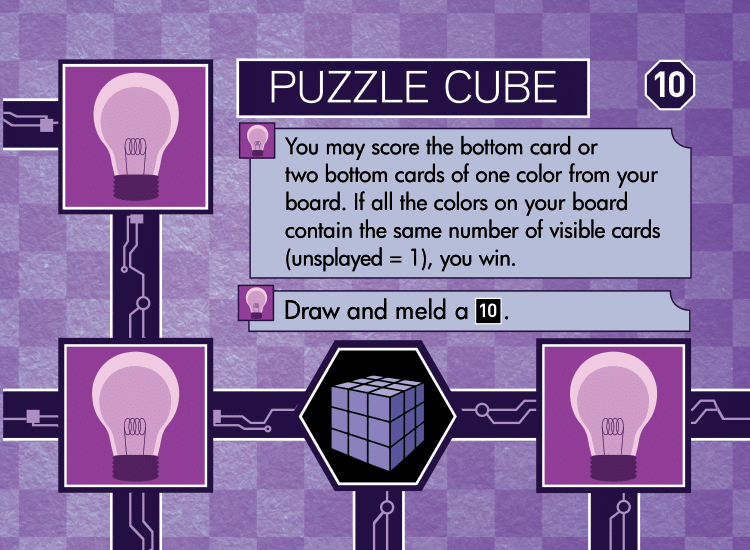 PUZZLE CUBE
10
You may score the bottom card or
two bottom cards of one color from your
board. If all the colors on your board
contain the same number of visible cards
(unsplayed = 1), you win.
Draw and meld a 10.